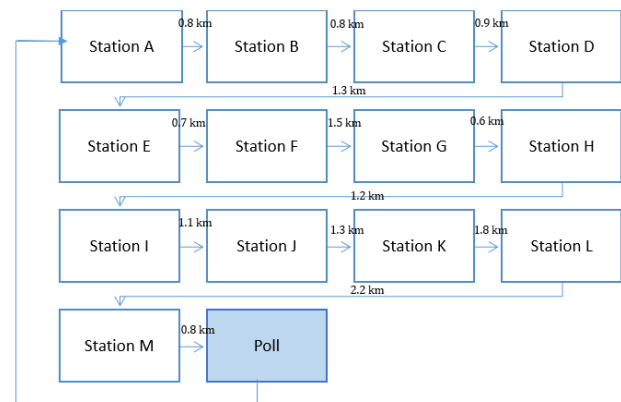 0.8 km
0.8 km
0.9 km
Station A
Station B
Station C
Station D
1.3 km
0.7 km
1.5 km
0.6 km
Station E
Station F
Station G
Station H
1.2 km
1.1 km
1.3 km
1.8 km
Station I
Station J
Station K
Station L
2.2 km
0.8 km
Station M
Poll